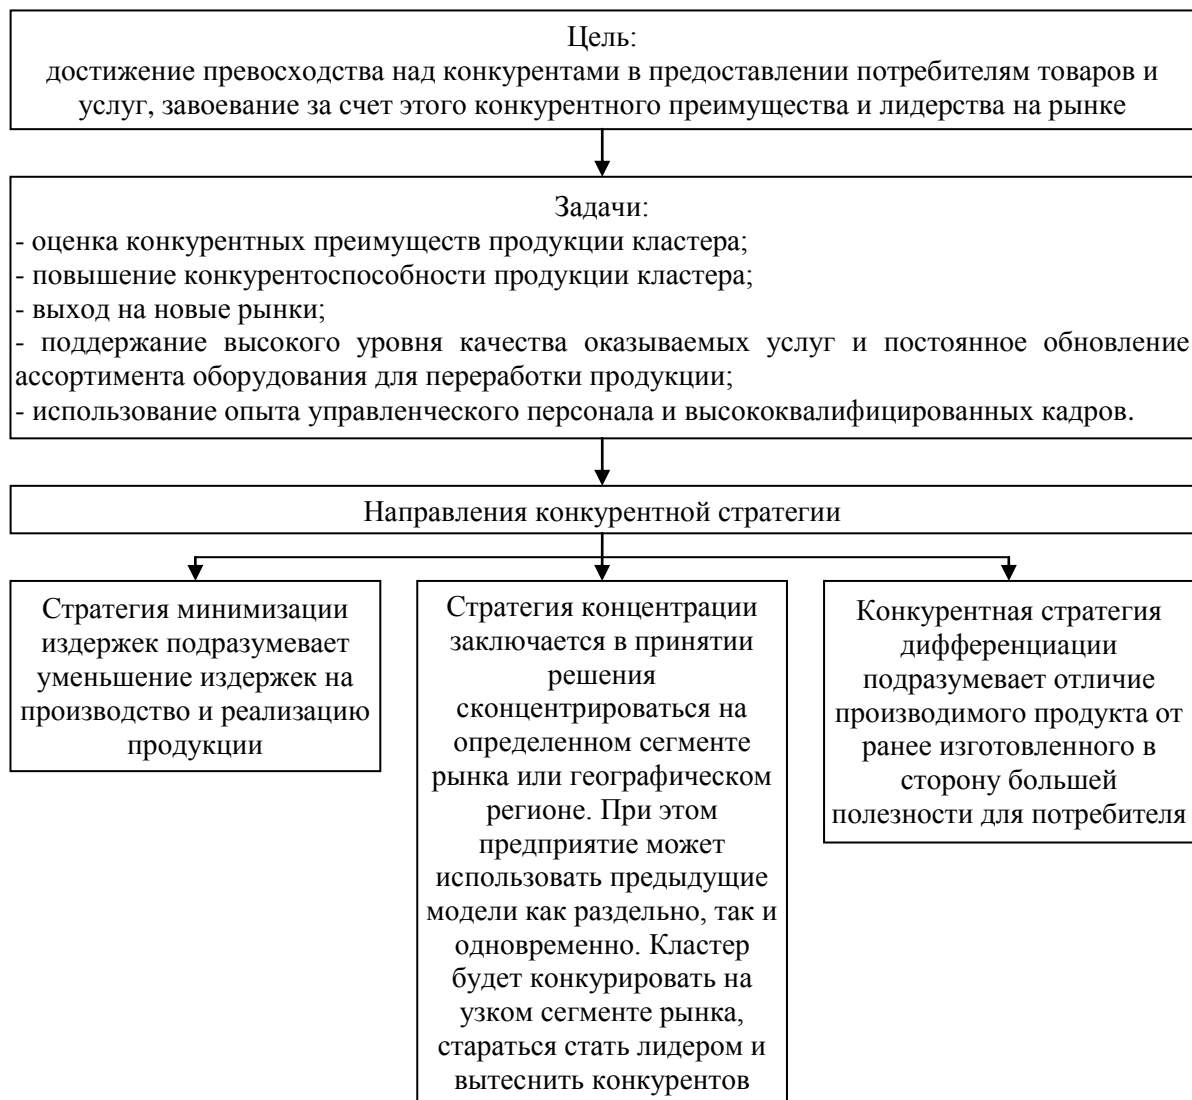 Цель:
достижение превосходства над конкурентами в предоставлении потребителям товаров и
услуг, завоевание за счет этого конкурентного преимущества и лидерства на рынке
Задачи:
- оценка конкурентных преимуществ продукции кластера;
- повышение конкурентоспособности продукции кластера;
- выход на новые рынки;
- поддержание высокого уровня качества оказываемых услуг и постоянное обновление
ассортимента оборудования для переработки продукции;
- использование опыта управленческого персонала и высококвалифицированных кадров.
Направления конкурентной стратегии
Стратегия минимизации
издержек подразумевает
уменьшение издержек на
производство и реализацию
продукции
Стратегия концентрации
заключается в принятии
решения
сконцентрироваться на
определенном сегменте
рынка или географическом
регионе. При этом
предприятие может
использовать предыдущие
модели как раздельно, так и
одновременно. Кластер
будет конкурировать на
узком сегменте рынка,
стараться стать лидером и
вытеснить конкурентов
Конкурентная стратегия
дифференциации
подразумевает отличие
производимого продукта от
ранее изготовленного в
сторону большей
полезности для потребителя